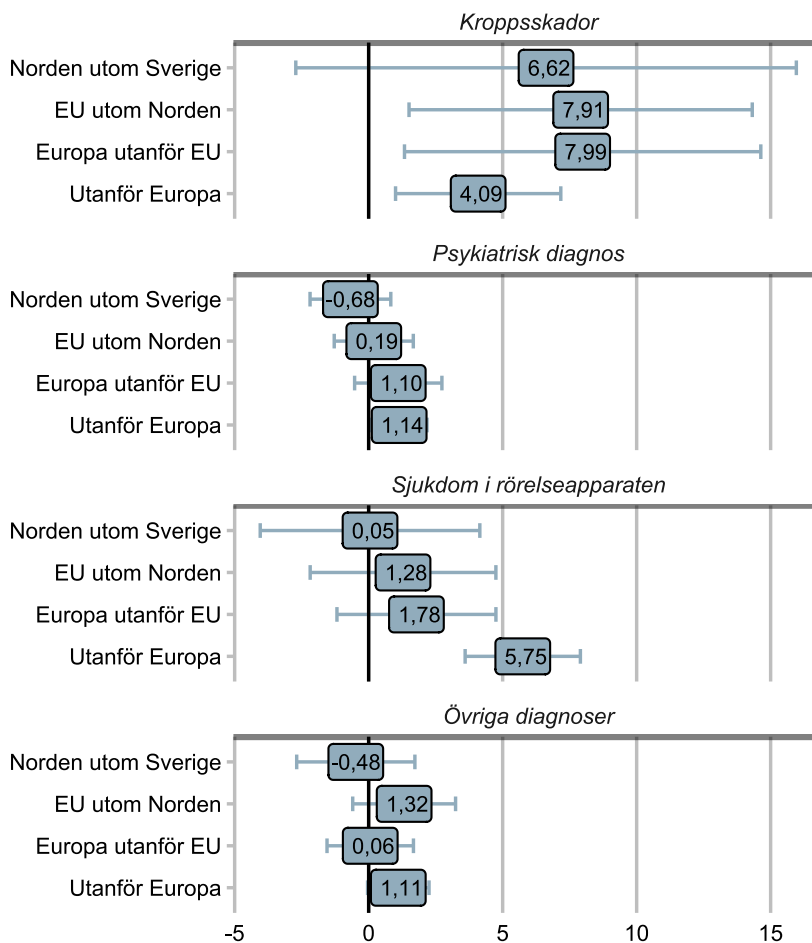 Kroppsskador
Norden utom Sverige 6,62
EU utom Norden 7,91
Europa utanför EU 7,99
Utanför Europa 4,09
Psykiatrisk diagnos
Norden utom Sverige -0,68
EU utom Norden 0,19
Europa utanför EU 1,10
Utanför Europa 1,14
Sjukdom i rörelseapparaten
Norden utom Sverige 0,05
EU utom Norden 1,28
Europa utanför EU 1,78
Utanför Europa 5,75
Övriga diagnoser
Norden utom Sverige -0,48
EU utom Norden 1,32
Europa utanför EU 0,06
Utanför Europa 1,11
-5 0 5 10 15